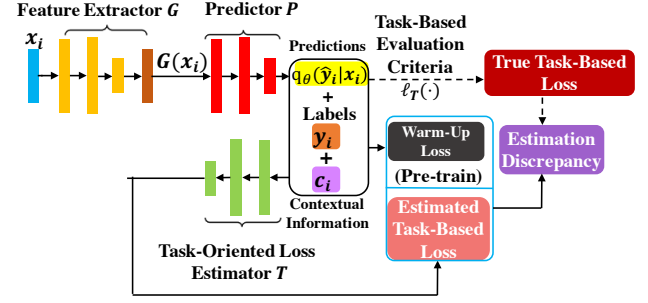 Feature Extractor G
Predictor P
x_i
G(x_i)
Predictions
q_θ(ŷ_i|x_i)
+
Labels
y_i
+
c_i
Contextual
Information
Task-Based
Evaluation
Criteria
ℓ_T(·)
True Task-Based
Loss
Warm-Up
Loss
(Pre-train)
Estimated
Task-Based
Loss
Estimation
Discrepancy
Task-Oriented Loss
Estimator T